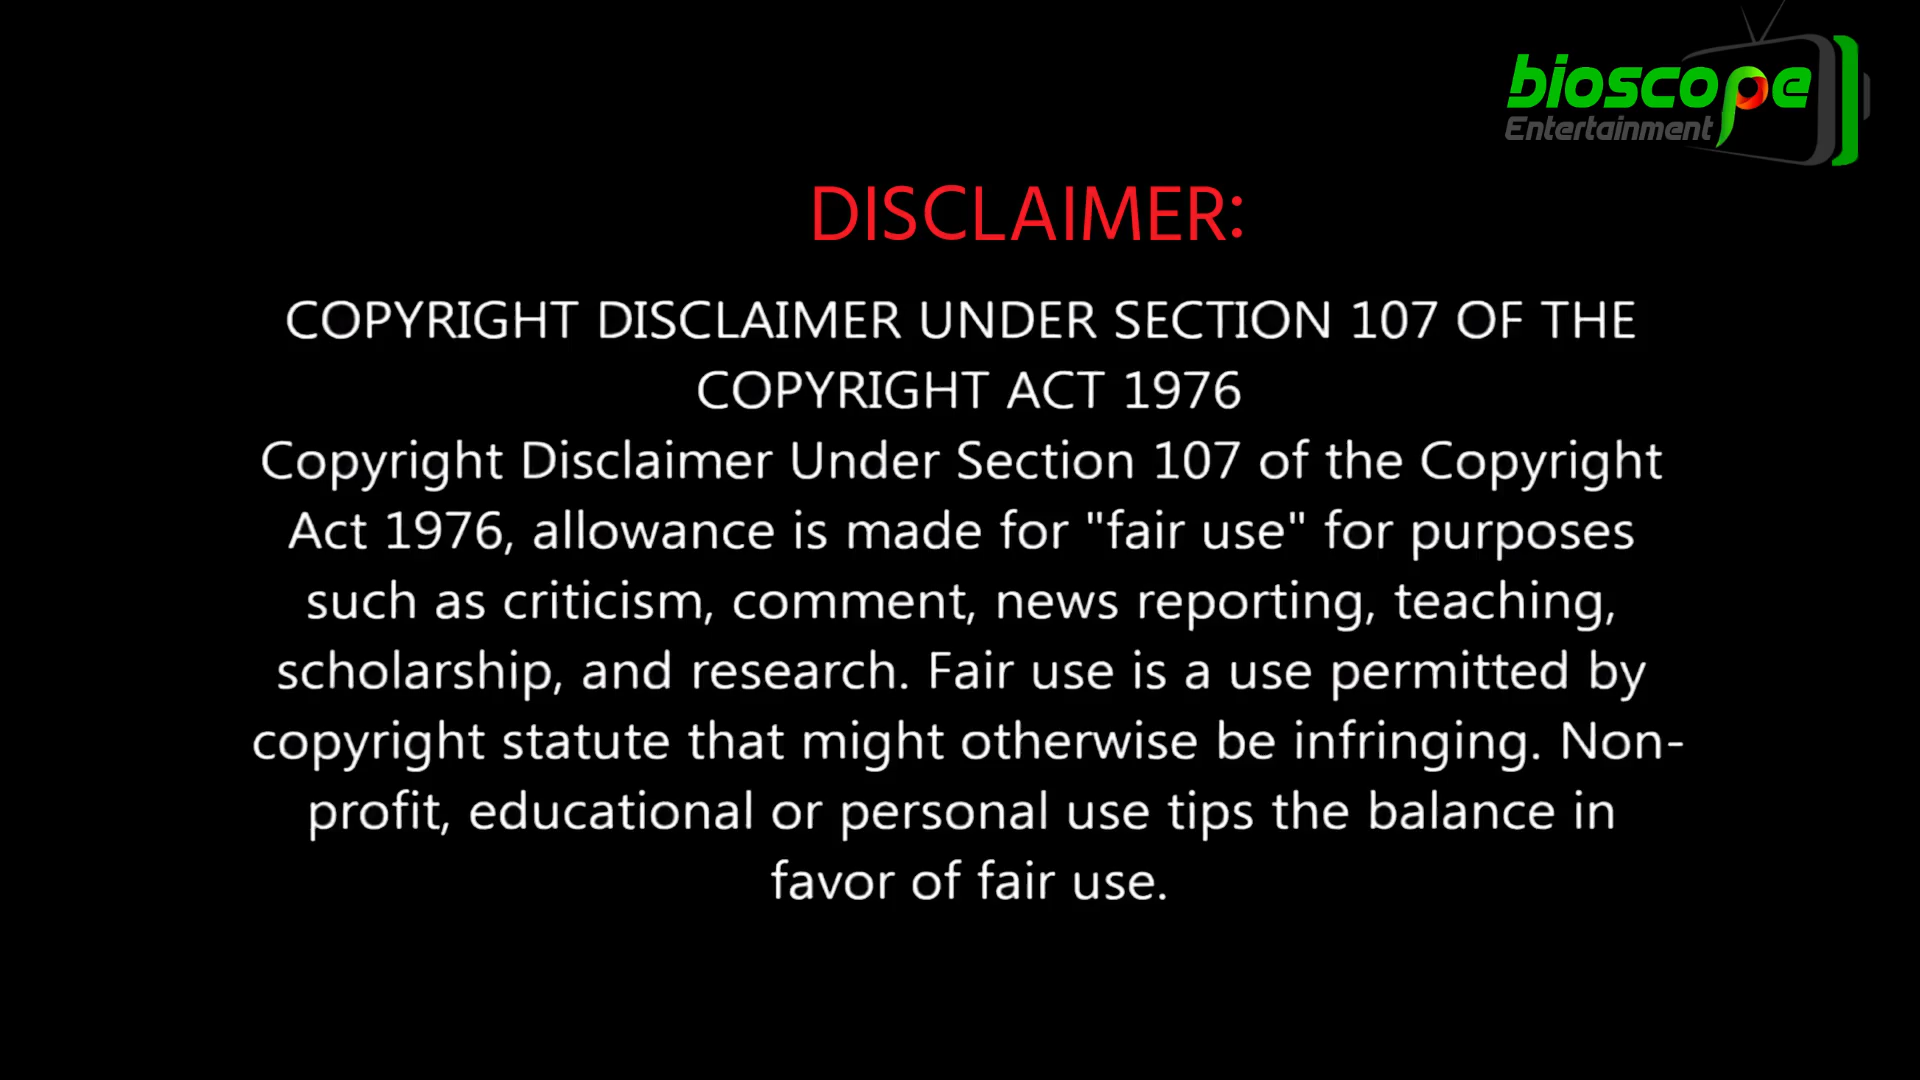 bioscope
Entertainment
DISCLAIMER:
COPYRIGHT DISCLAIMER UNDER SECTION 107 OF THE
COPYRIGHT ACT 1976
Copyright Disclaimer Under Section 107 of the Copyright
Act 1976, allowance is made for "fair use" for purposes
such as criticism, comment, news reporting, teaching,
scholarship, and research. Fair use is a use permitted by
copyright statute that might otherwise be infringing. Non-
profit, educational or personal use tips the balance in
favor of fair use.